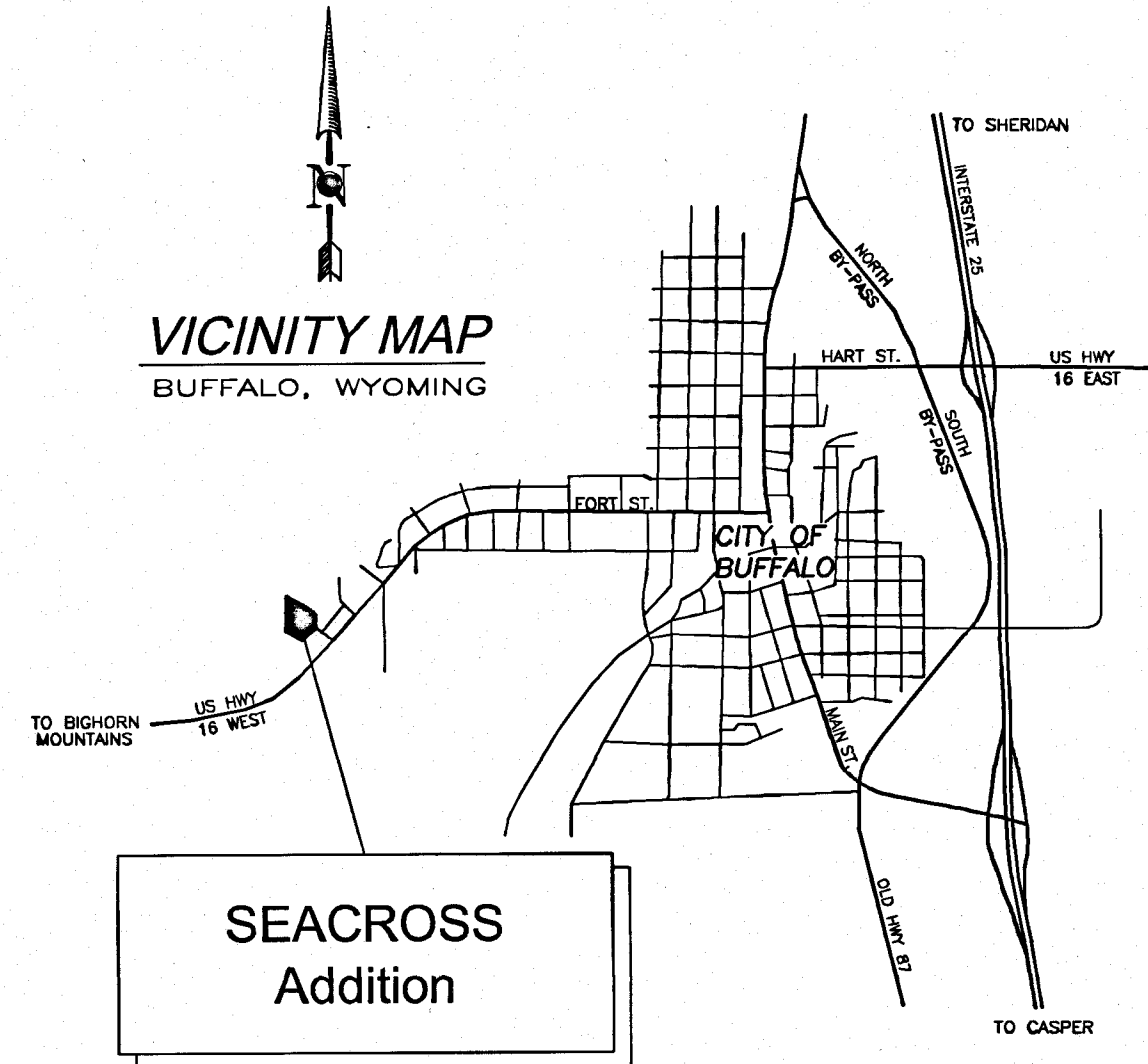 N
TO SHERIDAN
INTERSTATE 25
NORTH
BY-PASS
VICINITY MAP
BUFFALO, WYOMING
HART ST.
US HWY
16 EAST
SOUTH
BY-PASS
FORT ST.
CITY OF
BUFFALO
US HWY
16 WEST
TO BIGHORN
MOUNTAINS
MAIN ST.
SEACROSS
Addition
OLD HWY 87
TO CASPER